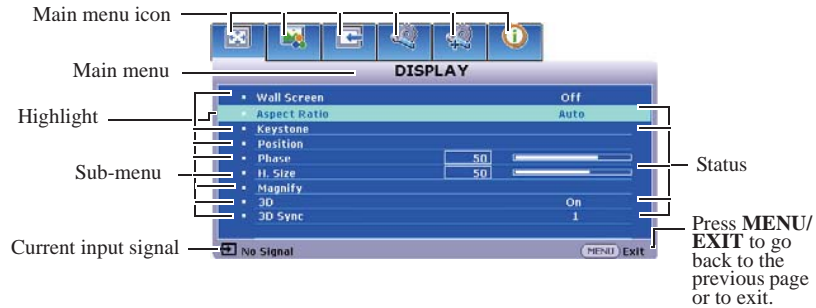 Main menu icon
Main menu
DISPLAY
Wall Screen Off
Highlight
Aspect Ratio Auto
Keystone
Position
Phase 50
Sub-menu
H. Size 50
Status
Magnify
3D On
3D Sync 1
Current input signal
No Signal
MENU Exit
Press MENU/
EXIT to go
back to the
previous page
or to exit.